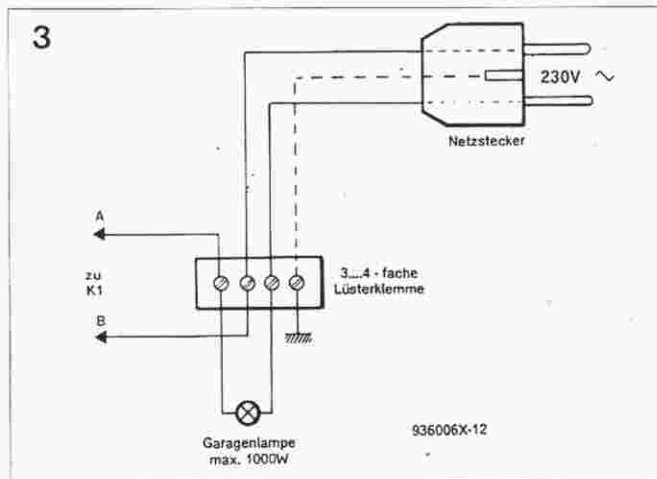 3
230V ~
Netzstecker
A
zu
K1
B
3....4 - fache
Lüsterklemme
Garagenlampe
max. 1000W
936006X-12